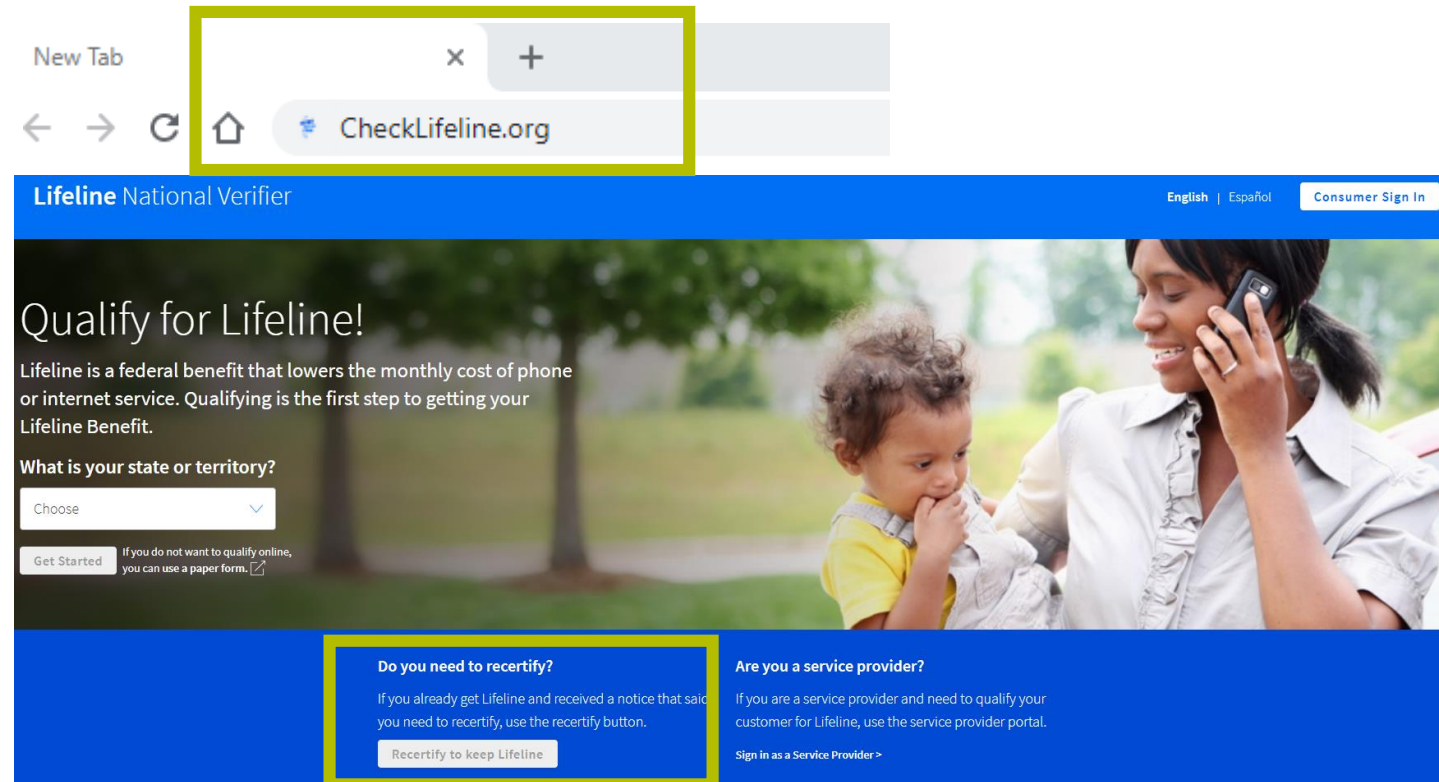 New Tab
CheckLifeline.org
Lifeline National Verifier
English | Español
Consumer Sign In
Qualify for Lifeline!
Lifeline is a federal benefit that lowers the monthly cost of phone
or internet service. Qualifying is the first step to getting your
Lifeline Benefit.
What is your state or territory?
Choose
Get Started
If you do not want to qualify online,
you can use a paper form.
Do you need to recertify?
If you already get Lifeline and received a notice that said
you need to recertify, use the recertify button.
Recertify to keep Lifeline
Are you a service provider?
If you are a service provider and need to qualify your
customer for Lifeline, use the service provider portal.
Sign in as a Service Provider >